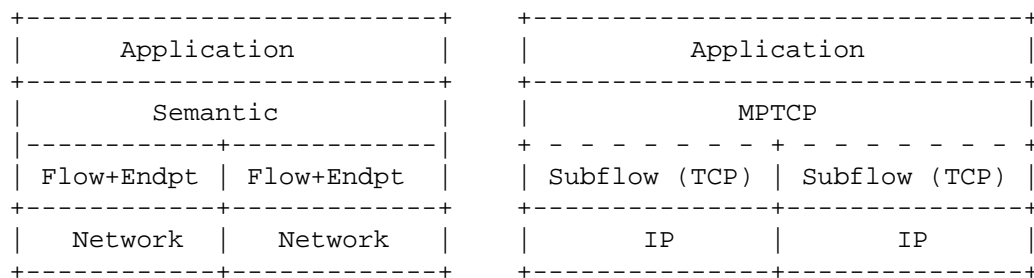 Application Application
Semantic MPTCP
Flow+Endpt Flow+Endpt Subflow (TCP) Subflow (TCP)
Network Network IP IP